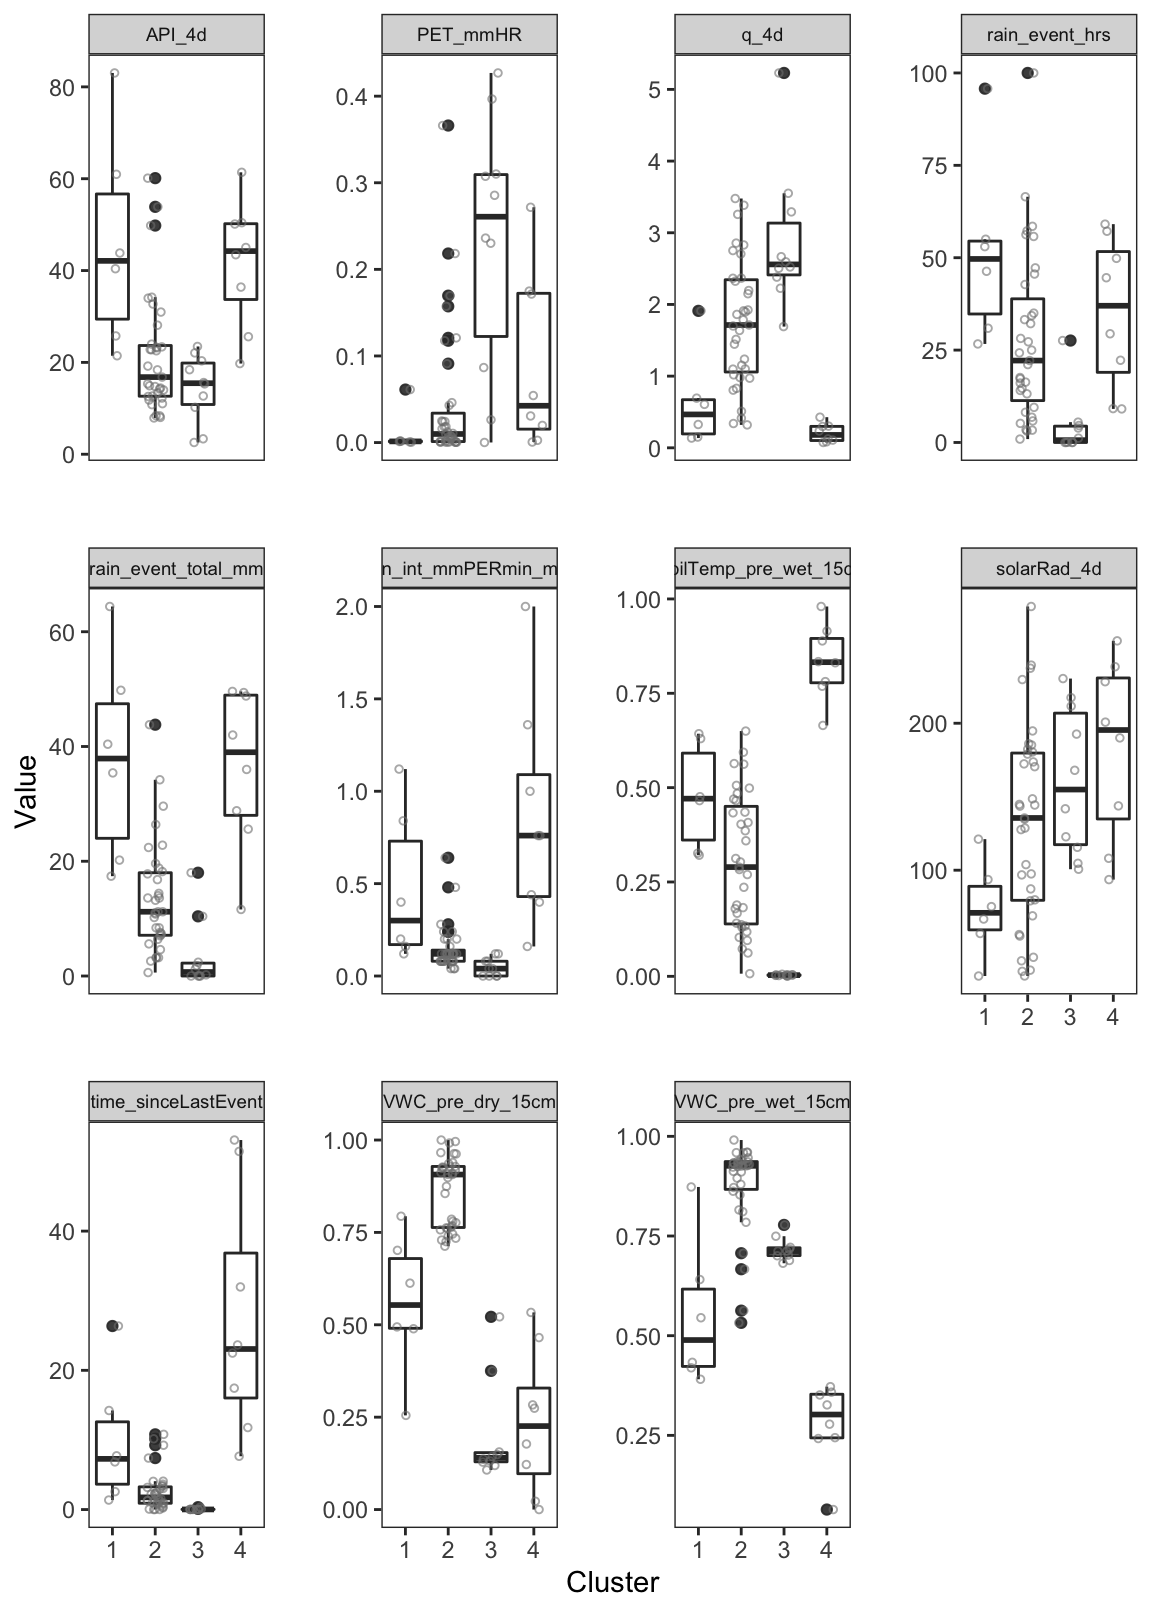 API_4d
PET_mmHR
q_4d
rain_event_hrs
80
60
40
20
0
0.4
0.3
0.2
0.1
0.0
5
4
3
2
1
0
100
75
50
25
0
rain_event_total_mm
n_int_mmPERmin_m
oilTemp_pre_wet_15c
solarRad_4d
60
40
20
0
2.0
1.5
1.0
0.5
0.0
1.00
0.75
0.50
0.25
0.00
200
100
1 2 3 4
Value
time_sinceLastEvent
VWC_pre_dry_15cm
VWC_pre_wet_15cm
40
20
0
1.00
0.75
0.50
0.25
0.00
1.00
0.75
0.50
0.25
1 2 3 4
1 2 3 4
1 2 3 4
Cluster